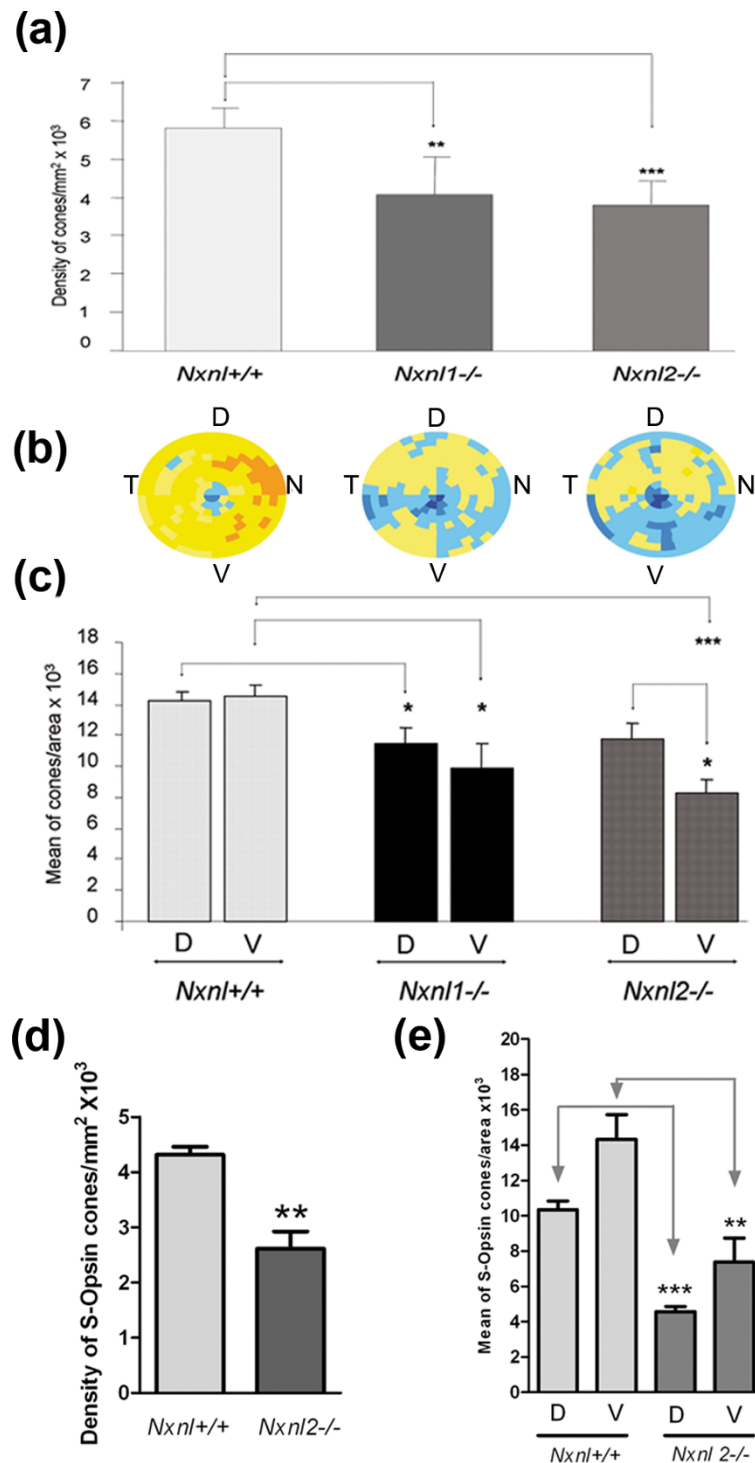 (a)
Density of cones/mm² x 10³
7
6
5
4
3
2
1
0
**
***
Nxnl+/+ Nxnl1-/- Nxnl2-/-
(b)
D D D
T N T N T N
V V V
(c)
Mean of cones/area x 10³
18
16
14
12
10
8
6
4
2
0
***
* *
*
D V D V D V
Nxnl+/+ Nxnl1-/- Nxnl2-/-
(d)
Density of S-Opsin cones/mm² X10³
5
4
3
2
0
**
Nxnl+/+ Nxnl2-/-
(e)
Mean of S-Opsin cones/area x10³
20
18
16
14
12
10
8
6
4
2
0
**
***
D V D V
Nxnl+/+ Nxnl 2-/-